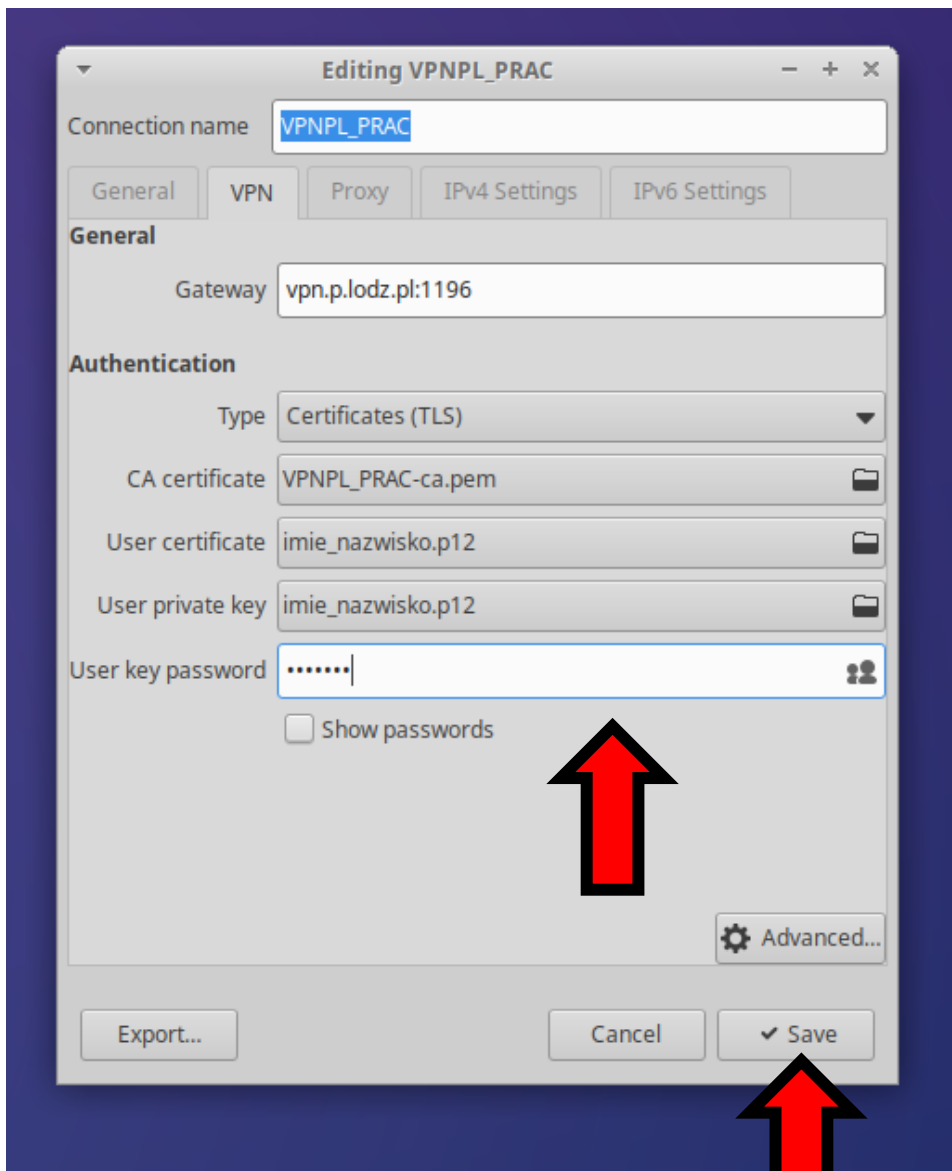 Editing VPNPL_PRAC
Connection name VPNPL_PRAC
General VPN Proxy IPv4 Settings IPv6 Settings
General
Gateway vpn.p.lodz.pl:1196
Authentication
Type Certificates (TLS)
CA certificate VPNPL_PRAC-ca.pem
User certificate imie_nazwisko.p12
User private key imie_nazwisko.p12
User key password •••••••
Show passwords
Advanced...
Export... Cancel Save